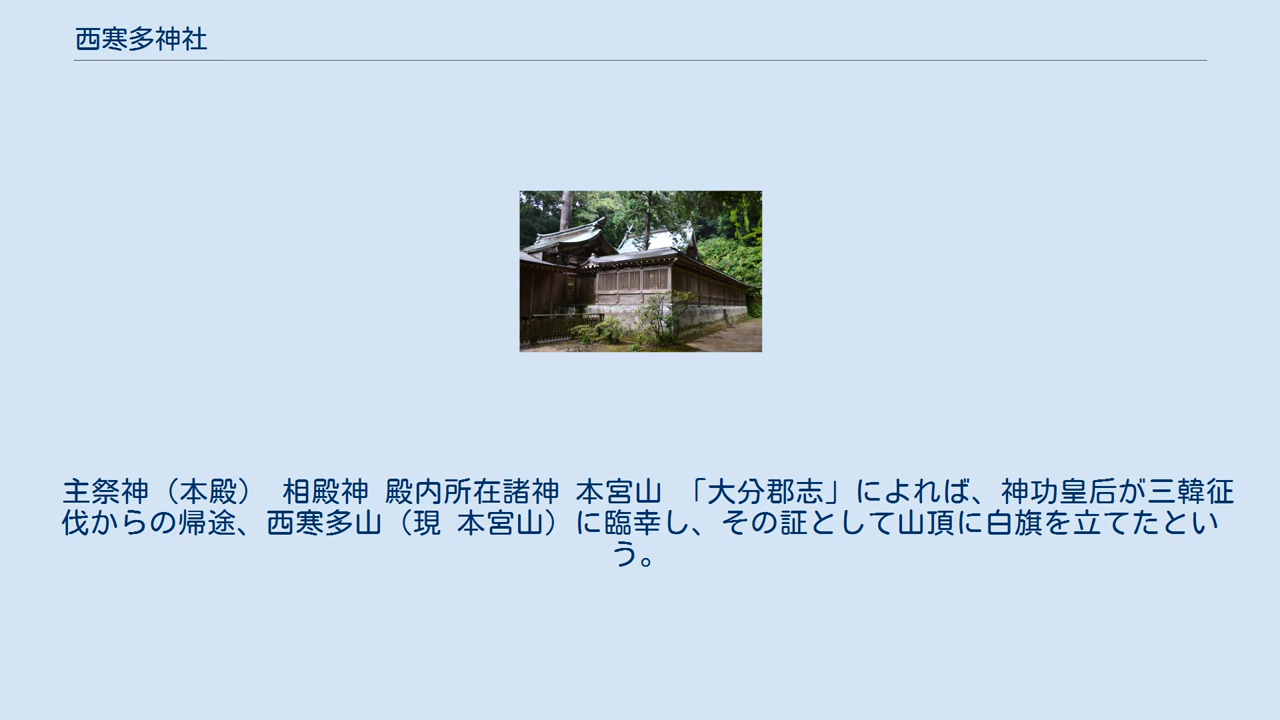 西寒多神社
主祭神（本殿） 相殿神 殿内所在諸神 本宮山 「大分郡志」によれば、神功皇后が三韓征
伐からの帰途、西寒多山（現 本宮山）に臨幸し、その証として山頂に白旗を立てたとい
う。